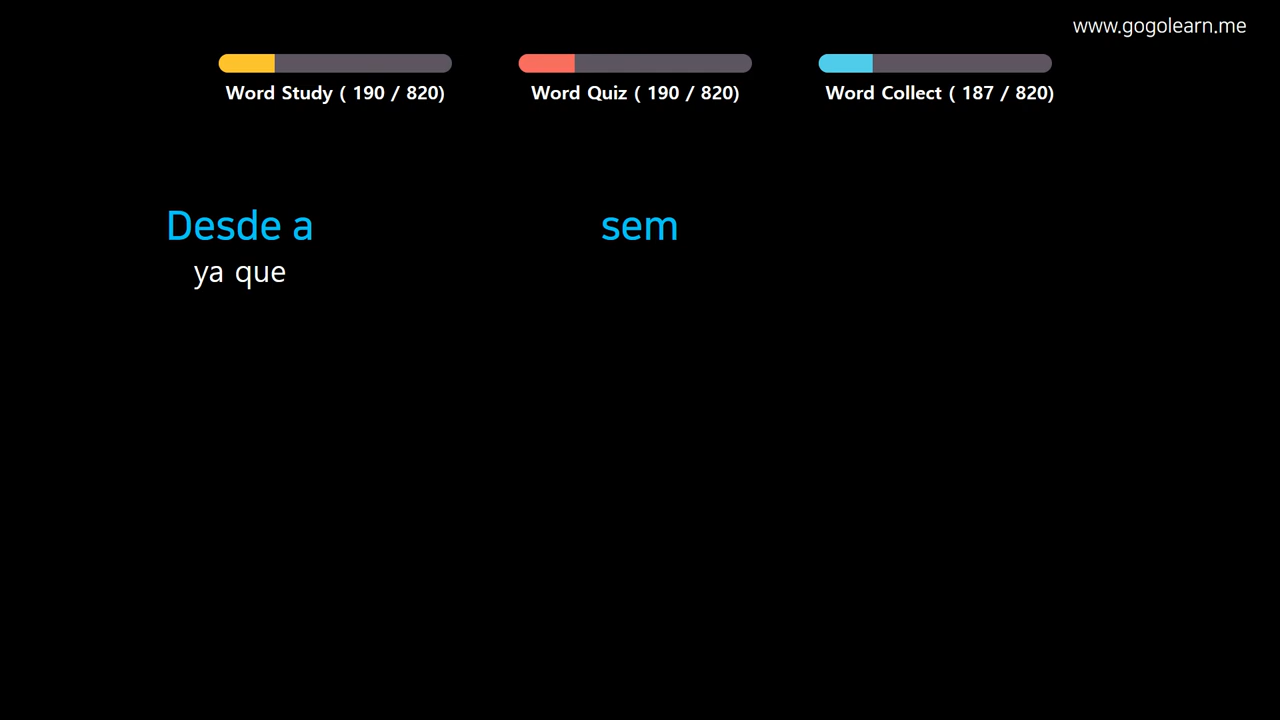 www.gogolearn.me
Word Study ( 190 / 820)
Word Quiz ( 190 / 820)
Word Collect ( 187 / 820)
Desde a
ya que
sem